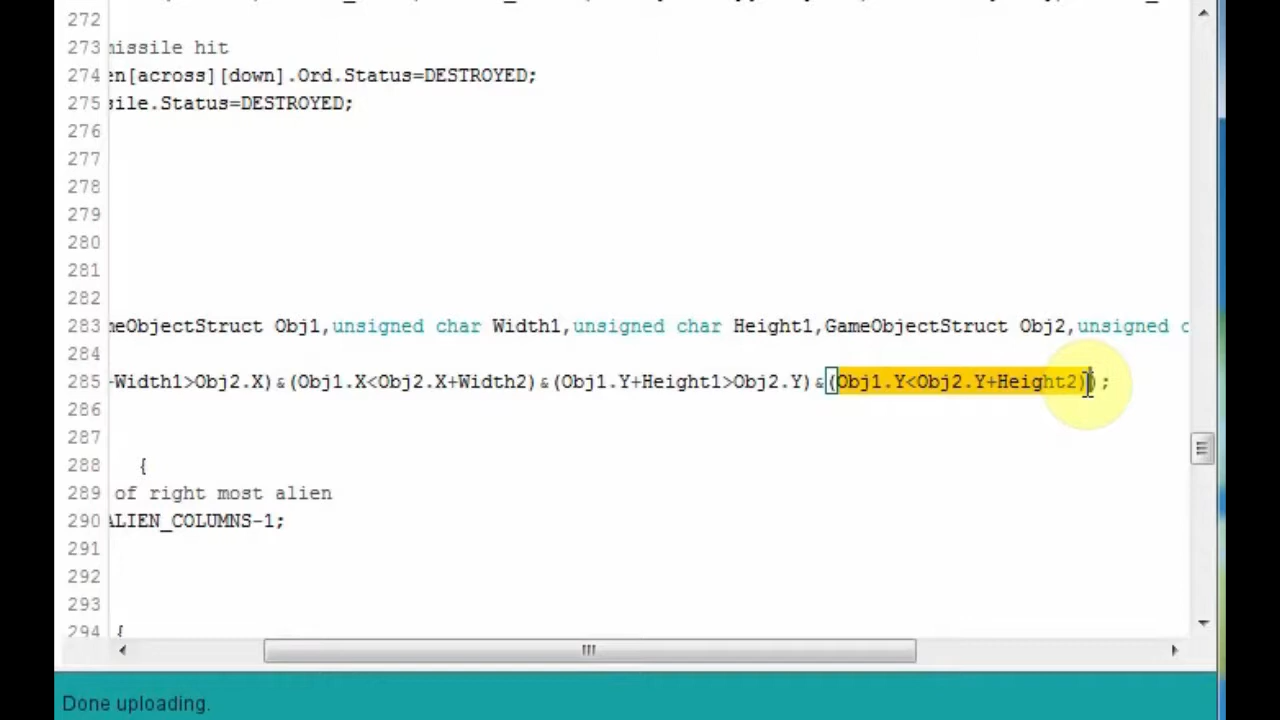 272
273 missile hit
274 en[across][down].Ord.Status=DESTROYED;
275 sile.Status=DESTROYED;
276
277
278
279
280
281
282
283 meObjectStruct Obj1,unsigned char Width1,unsigned char Height1,GameObjectStruct Obj2,unsigned c
284
285 +Width1>Obj2.X)&(Obj1.X<Obj2.X+Width2)&(Obj1.Y+Height1>Obj2.Y)&(Obj1.Y<Obj2.Y+Height2));
286
287
288 {
289 of right most alien
290 ALIEN_COLUMNS-1;
291
292
293
294 {
Done uploading.